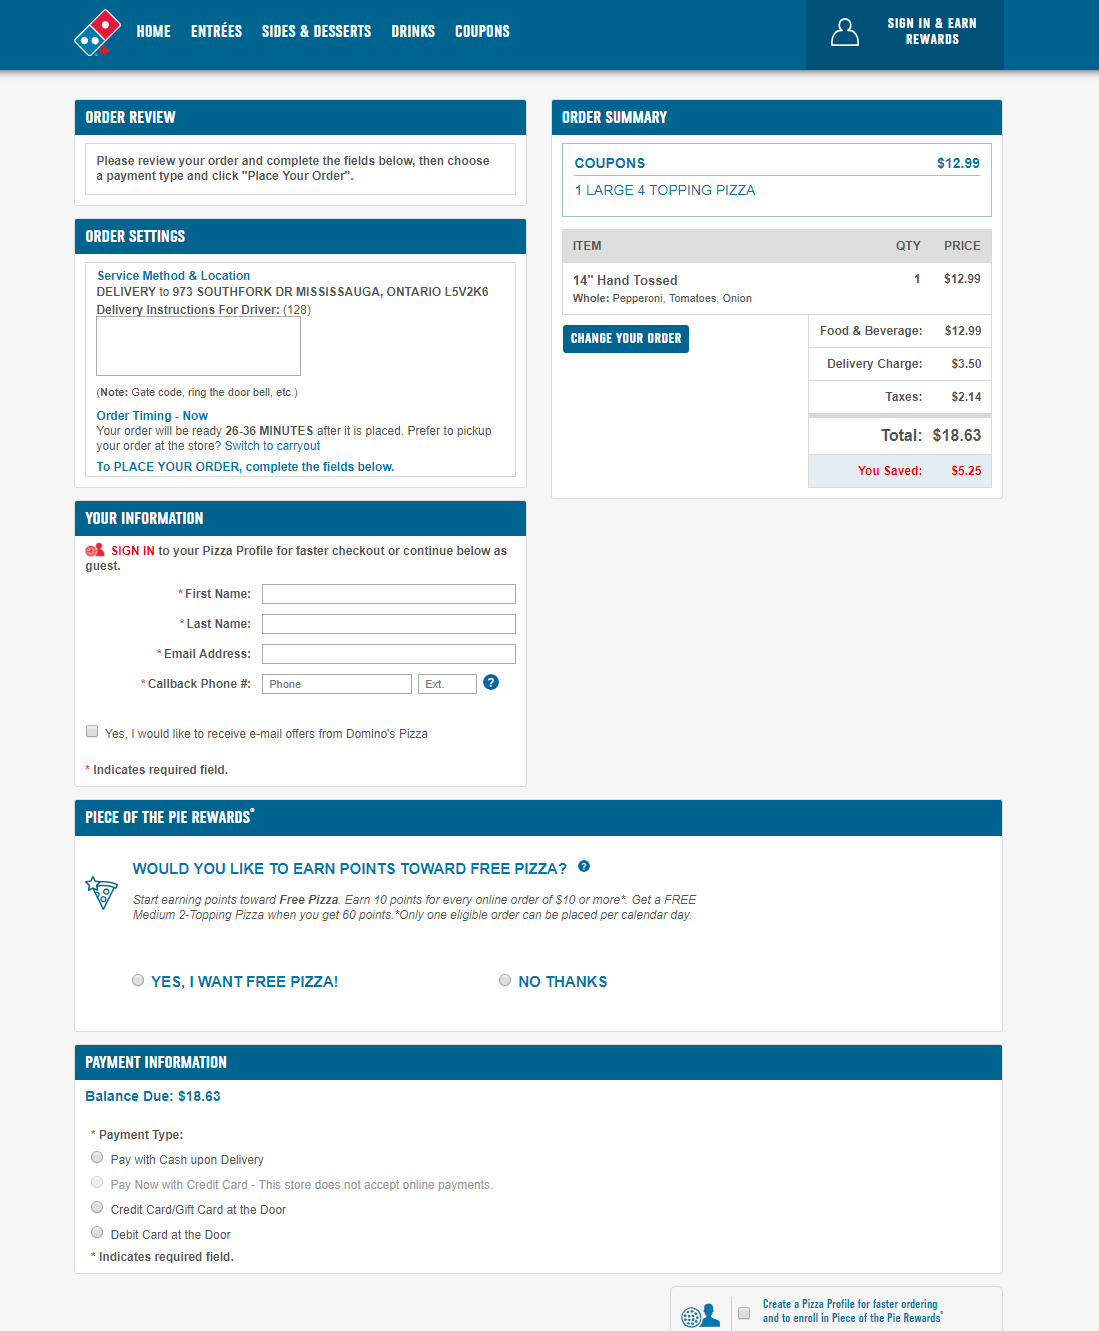 HOME ENTRÉES SIDES & DESSERTS DRINKS COUPONS
SIGN IN & EARN
REWARDS
ORDER REVIEW
Please review your order and complete the fields below, then choose
a payment type and click "Place Your Order".
ORDER SETTINGS
Service Method & Location
DELIVERY to 973 SOUTHFORK DR MISSISSAUGA, ONTARIO L5V2K6
Delivery Instructions For Driver: (128)
(Note: Gate code, ring the door bell, etc.)
Order Timing - Now
Your order will be ready 26-36 MINUTES after it is placed. Prefer to pickup
your order at the store? Switch to carryout
To PLACE YOUR ORDER, complete the fields below.
YOUR INFORMATION
SIGN IN to your Pizza Profile for faster checkout or continue below as
guest.
*First Name:
*Last Name:
*Email Address:
*Callback Phone #: Phone Ext. ?
Yes, I would like to receive e-mail offers from Domino's Pizza
* Indicates required field.
ORDER SUMMARY
COUPONS $12.99
1 LARGE 4 TOPPING PIZZA
ITEM QTY PRICE
14" Hand Tossed 1 $12.99
Whole: Pepperoni, Tomatoes, Onion
CHANGE YOUR ORDER
Food & Beverage: $12.99
Delivery Charge: $3.50
Taxes: $2.14
Total: $18.63
You Saved: $5.25
PIECE OF THE PIE REWARDS®
WOULD YOU LIKE TO EARN POINTS TOWARD FREE PIZZA? ?
Start earning points toward Free Pizza. Earn 10 points for every online order of $10 or more*. Get a FREE
Medium 2-Topping Pizza when you get 60 points.*Only one eligible order can be placed per calendar day.
YES, I WANT FREE PIZZA! NO THANKS
PAYMENT INFORMATION
Balance Due: $18.63
* Payment Type:
Pay with Cash upon Delivery
Pay Now with Credit Card - This store does not accept online payments.
Credit Card/Gift Card at the Door
Debit Card at the Door
* Indicates required field.
Create a Pizza Profile for faster ordering
and to enroll in Piece of the Pie Rewards®